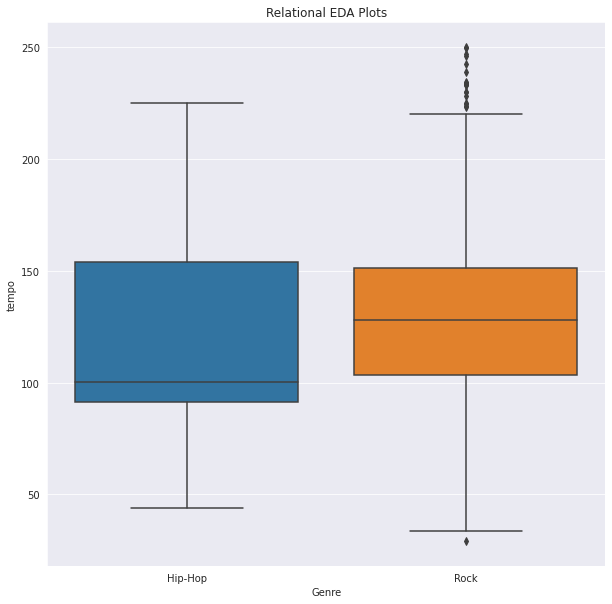 Relational EDA Plots
250
200
150
100
50
tempo
Hip-Hop
Rock
Genre